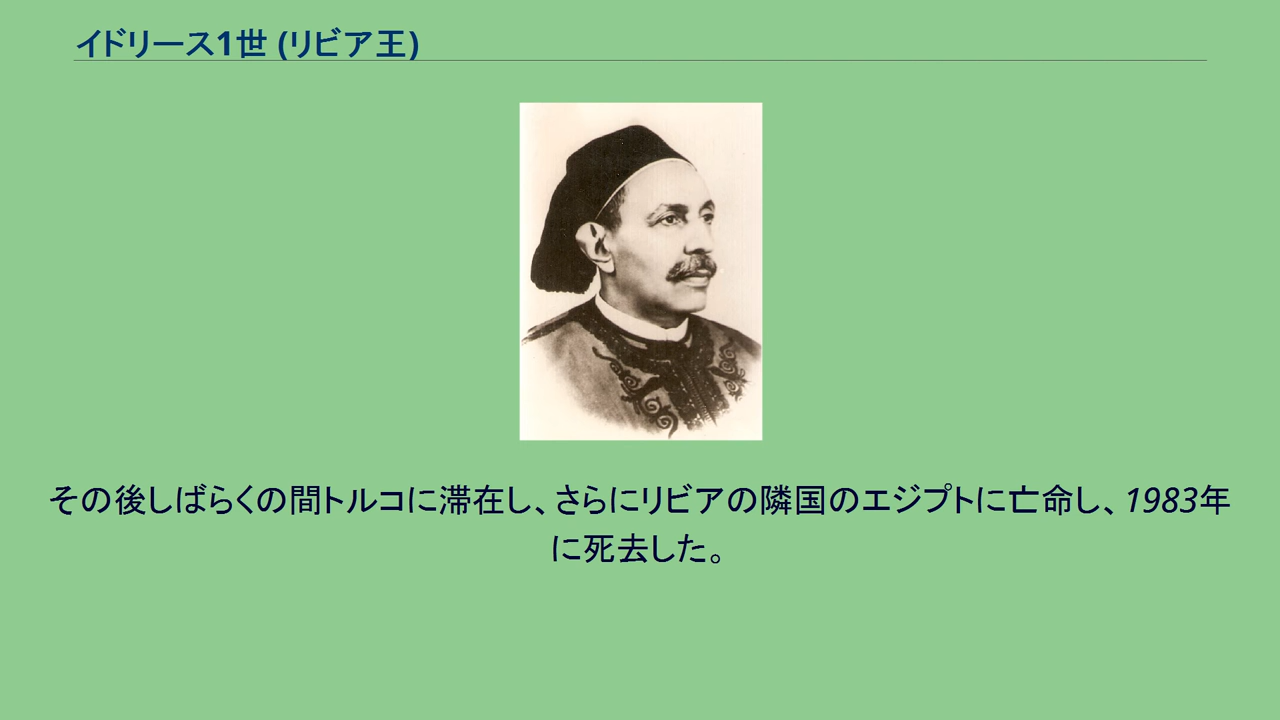 イドリース1世 (リビア王)
その後しばらくの間トルコに滞在し、さらにリビアの隣国のエジプトに亡命し、1983年
に死去した。